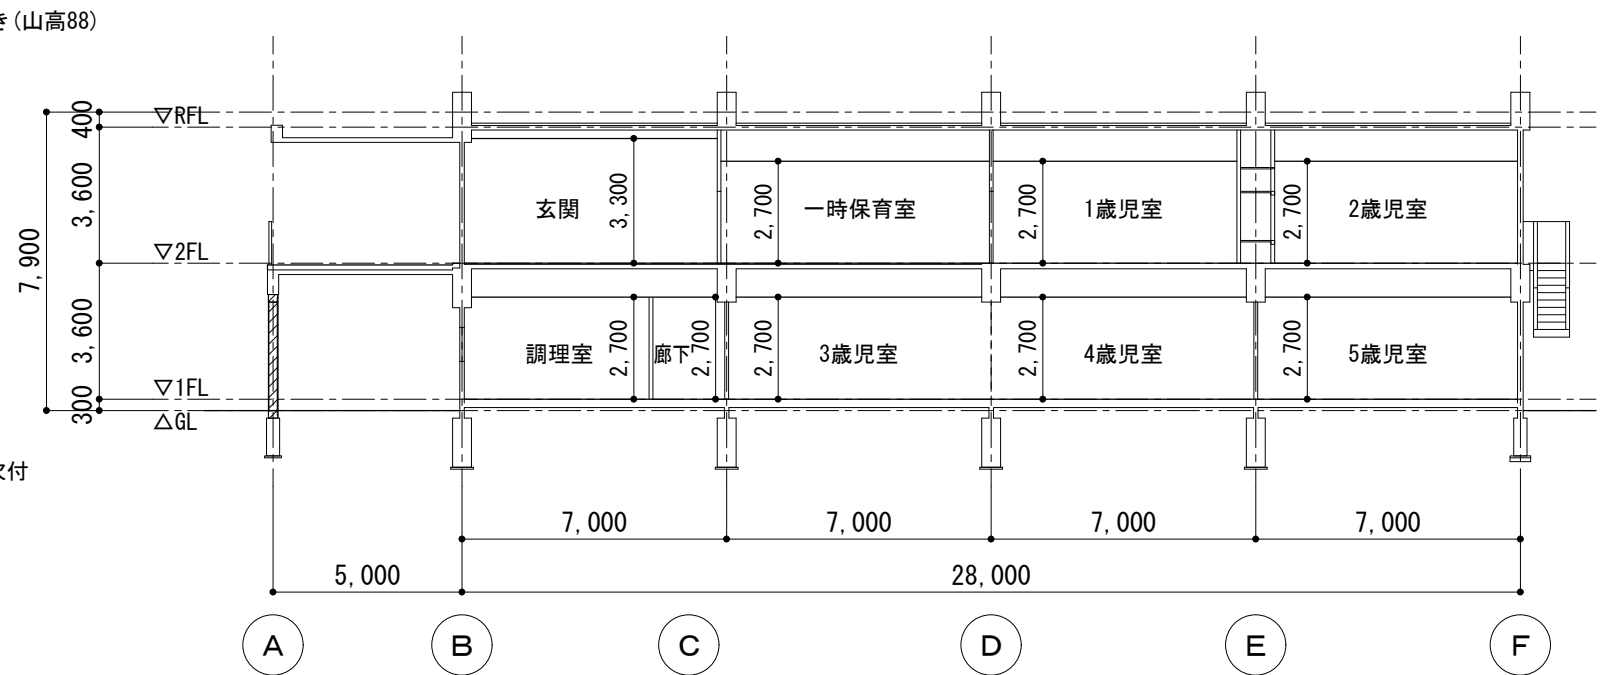 (山高88)
▽RFL
400
3,600
7,900
玄関
3,300
2,700
一時保育室
2,700
1歳児室
2,700
2歳児室
▽2FL
3,600
調理室
2,700
廊下
2,700
2,700
3歳児室
2,700
4歳児室
2,700
5歳児室
▽1FL
300
△GL
付
7,000
7,000
7,000
7,000
5,000
28,000
A
B
C
D
E
F